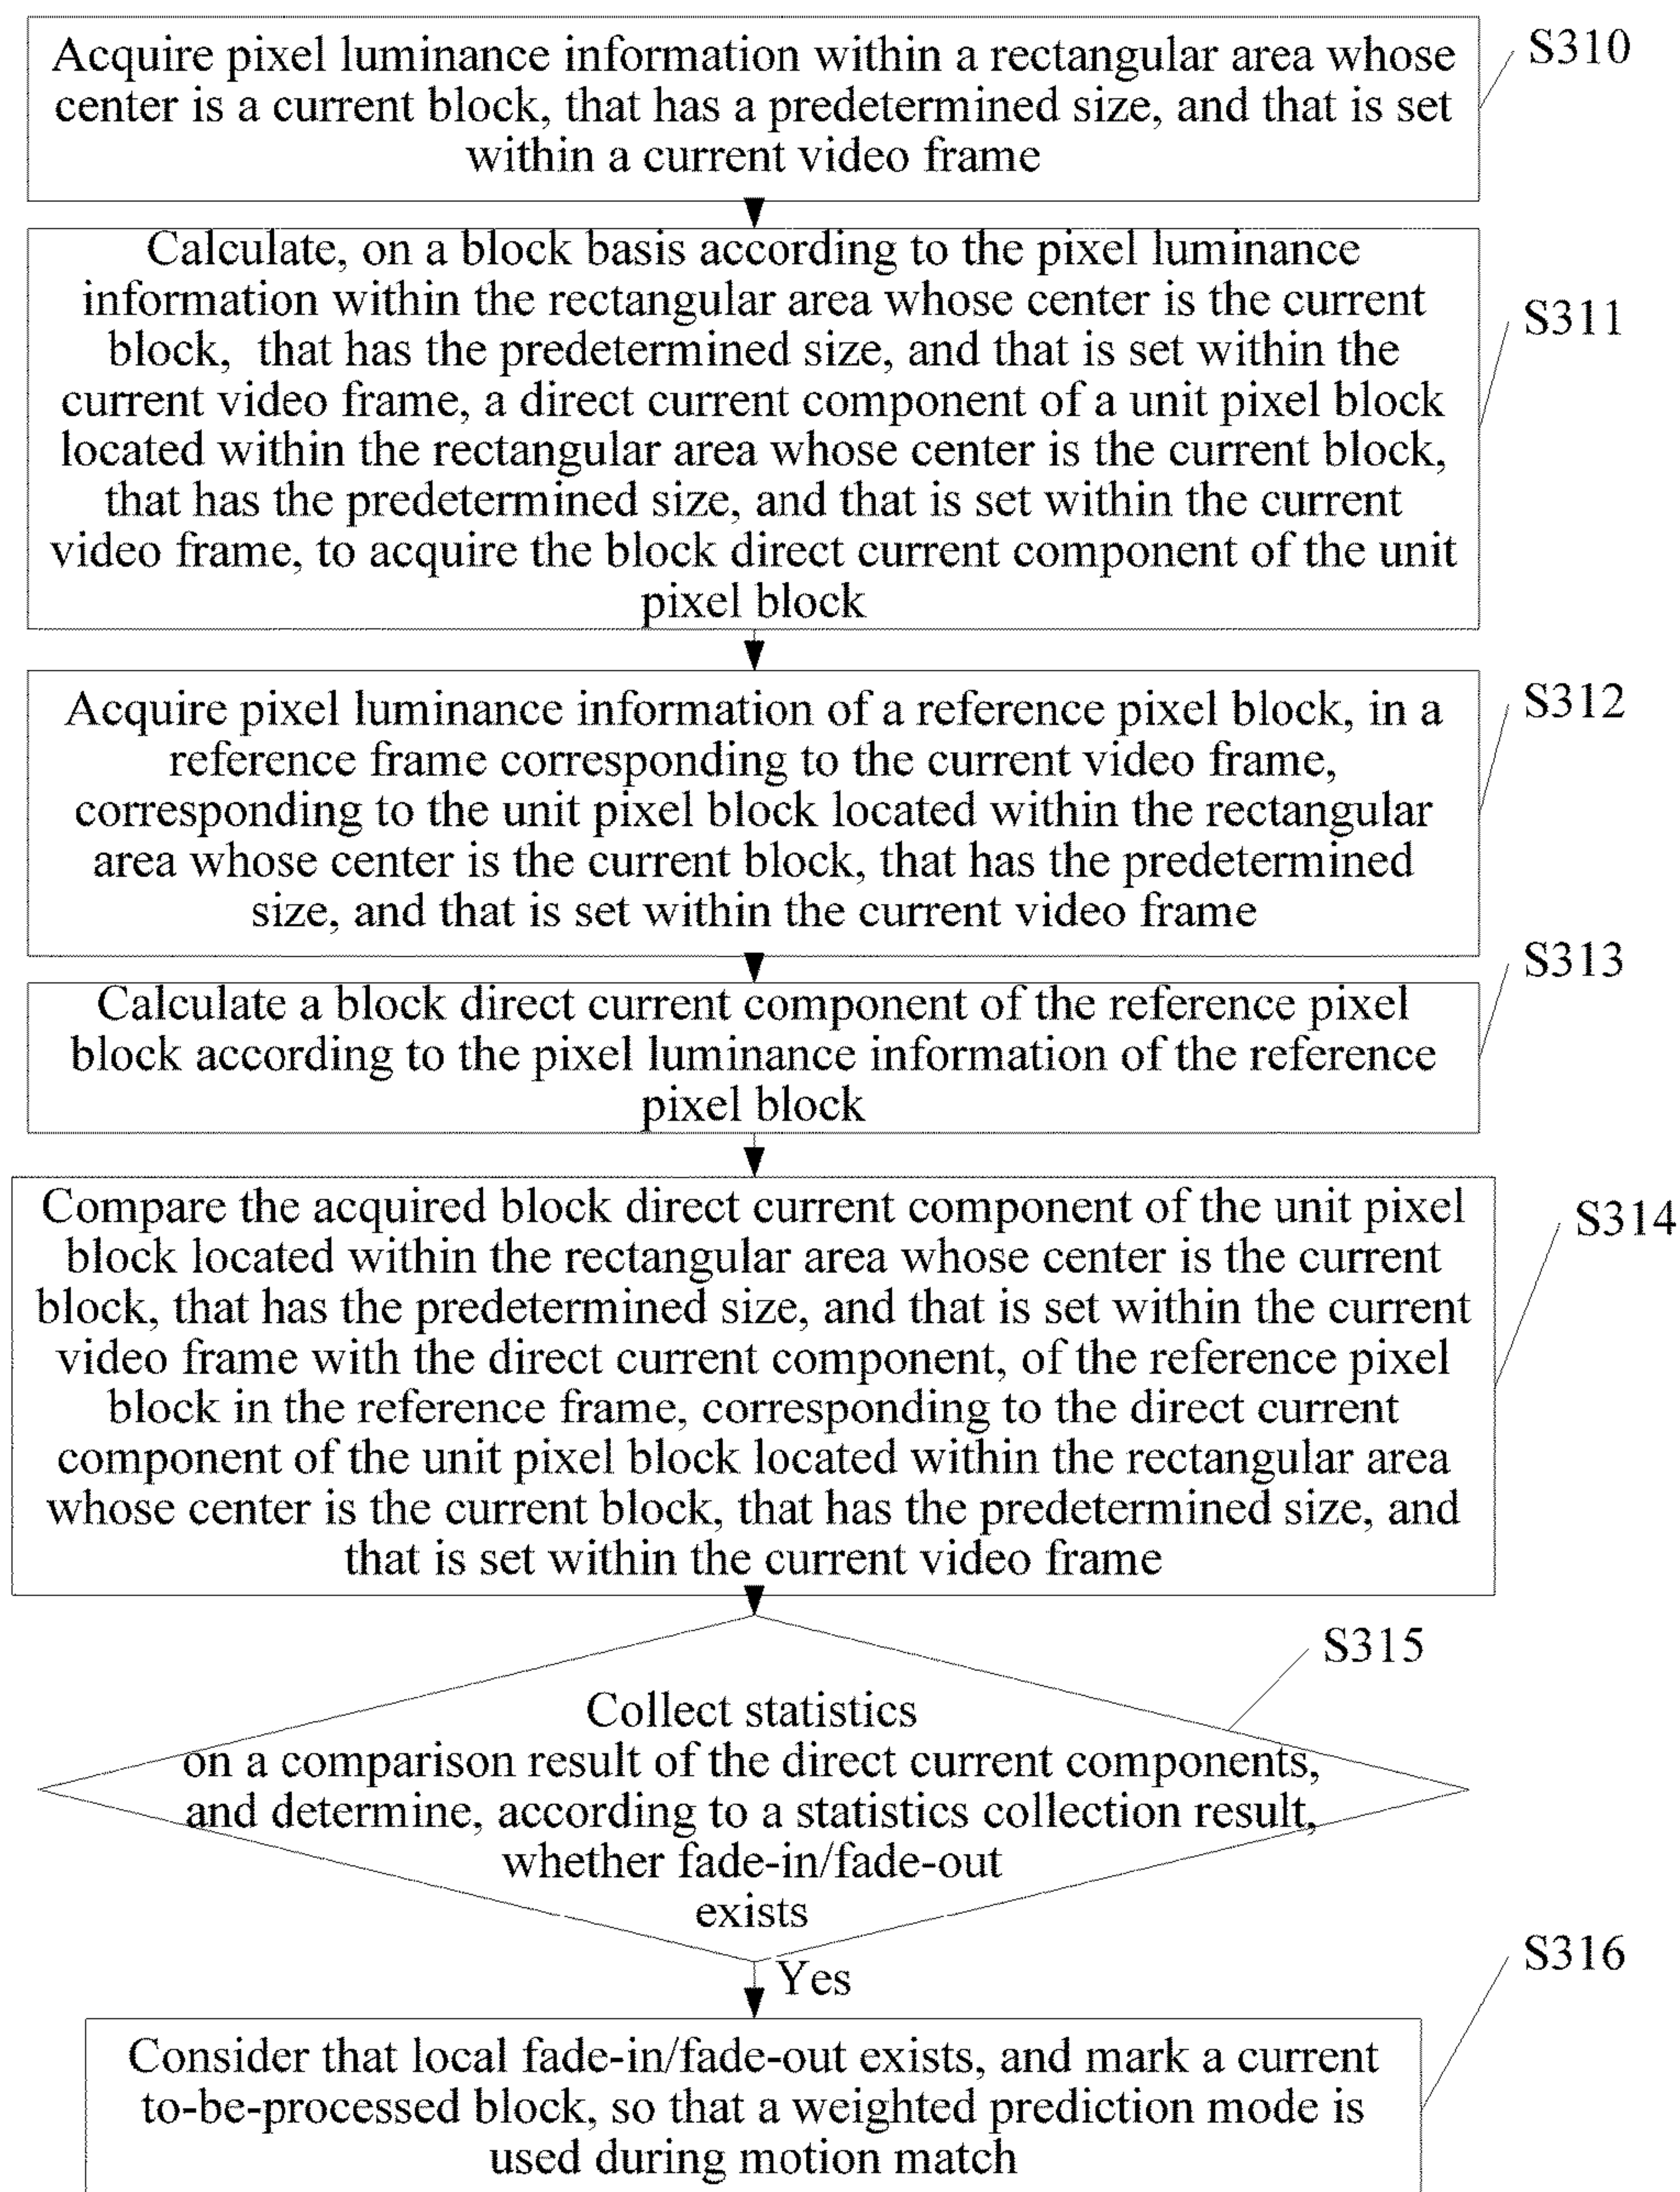 Acquire pixel luminance information within a rectangular area whose
center is a current block, that has a predetermined size, and that is set
within a current video frame
S310
Calculate, on a block basis according to the pixel luminance
information within the rectangular area whose center is the current
block, that has the predetermined size, and that is set within the
current video frame, a direct current component of a unit pixel block
located within the rectangular area whose center is the current block,
that has the predetermined size, and that is set within the current
video frame, to acquire the block direct current component of the unit
pixel block
S311
Acquire pixel luminance information of a reference pixel block, in a
reference frame corresponding to the current video frame,
corresponding to the unit pixel block located within the rectangular
area whose center is the current block, that has the predetermined
size, and that is set within the current video frame
S312
Calculate a block direct current component of the reference pixel
block according to the pixel luminance information of the reference
pixel block
S313
Compare the acquired block direct current component of the unit pixel
block located within the rectangular area whose center is the current
block, that has the predetermined size, and that is set within the current
video frame with the direct current component, of the reference pixel
block in the reference frame, corresponding to the direct current
component of the unit pixel block located within the rectangular area
whose center is the current block, that has the predetermined size, and
that is set within the current video frame
S314
Collect statistics
on a comparison result of the direct current components,
and determine, according to a statistics collection result,
whether fade-in/fade-out
exists
S315
Yes
Consider that local fade-in/fade-out exists, and mark a current
to-be-processed block, so that a weighted prediction mode is
used during motion match
S316